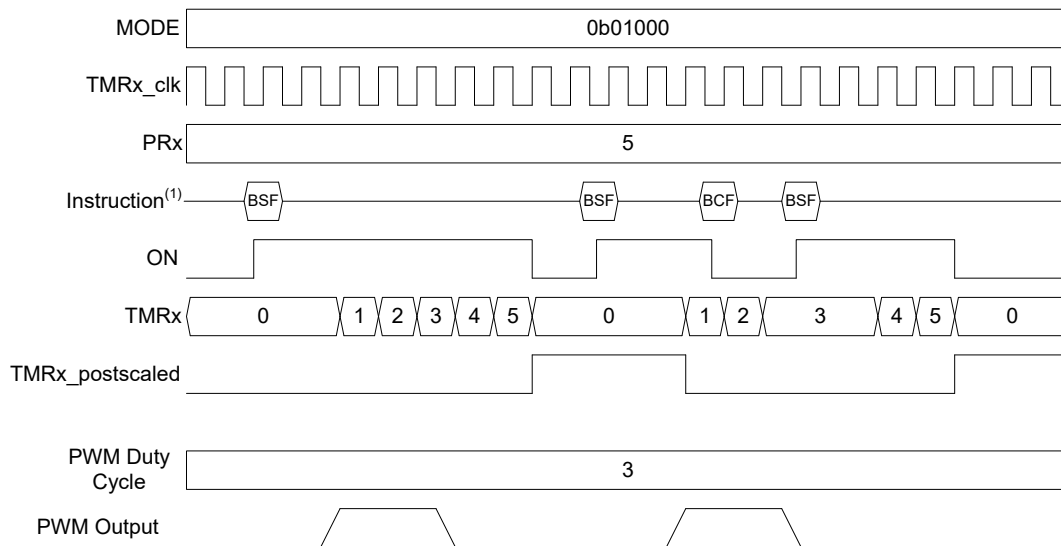 MODE 0b01000
TMRx_clk
PRx 5
Instruction(1) BSF BSF BCF BSF
ON
TMRx 0 1 2 3 4 5 0 1 2 3 4 5 0
TMRx_postscaled
PWM Duty
Cycle 3
PWM Output